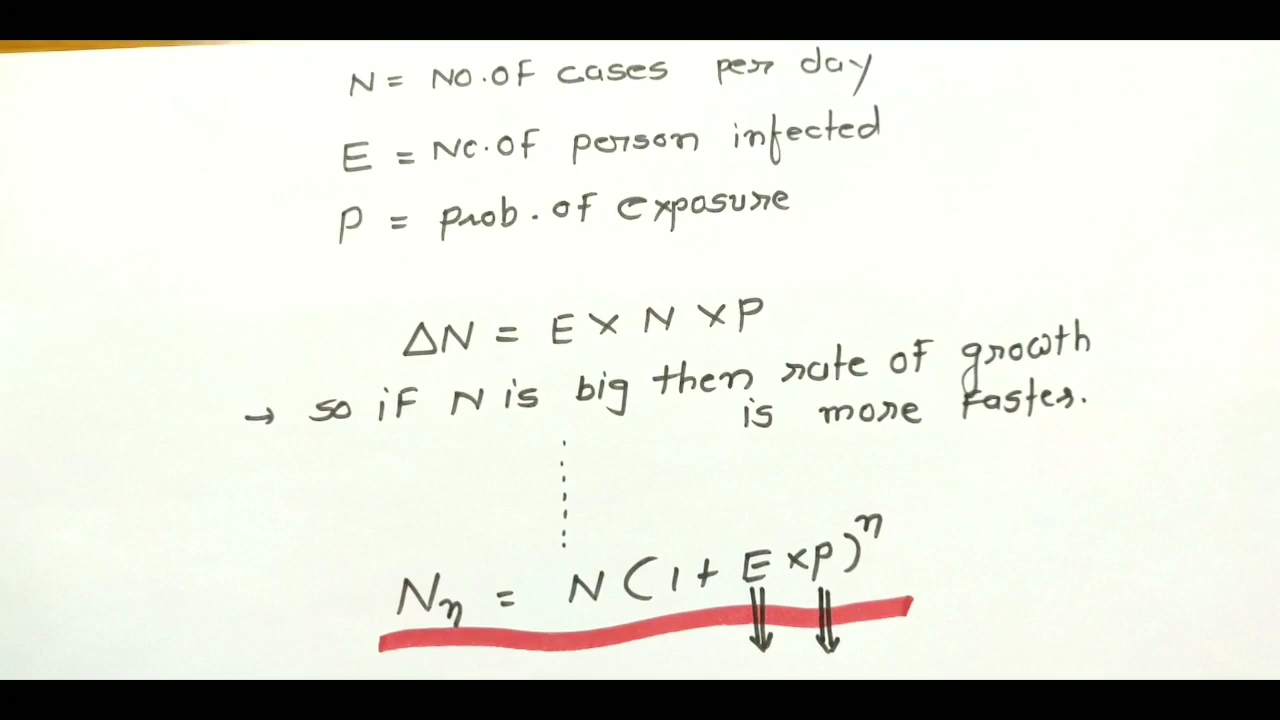 N = No. of cases per day
E = No. of person infected
P = prob. of exposure
ΔN = E × N × P
→ so if N is big then rate of growth
is more faster.
Nη = N (1 + E × P)^η